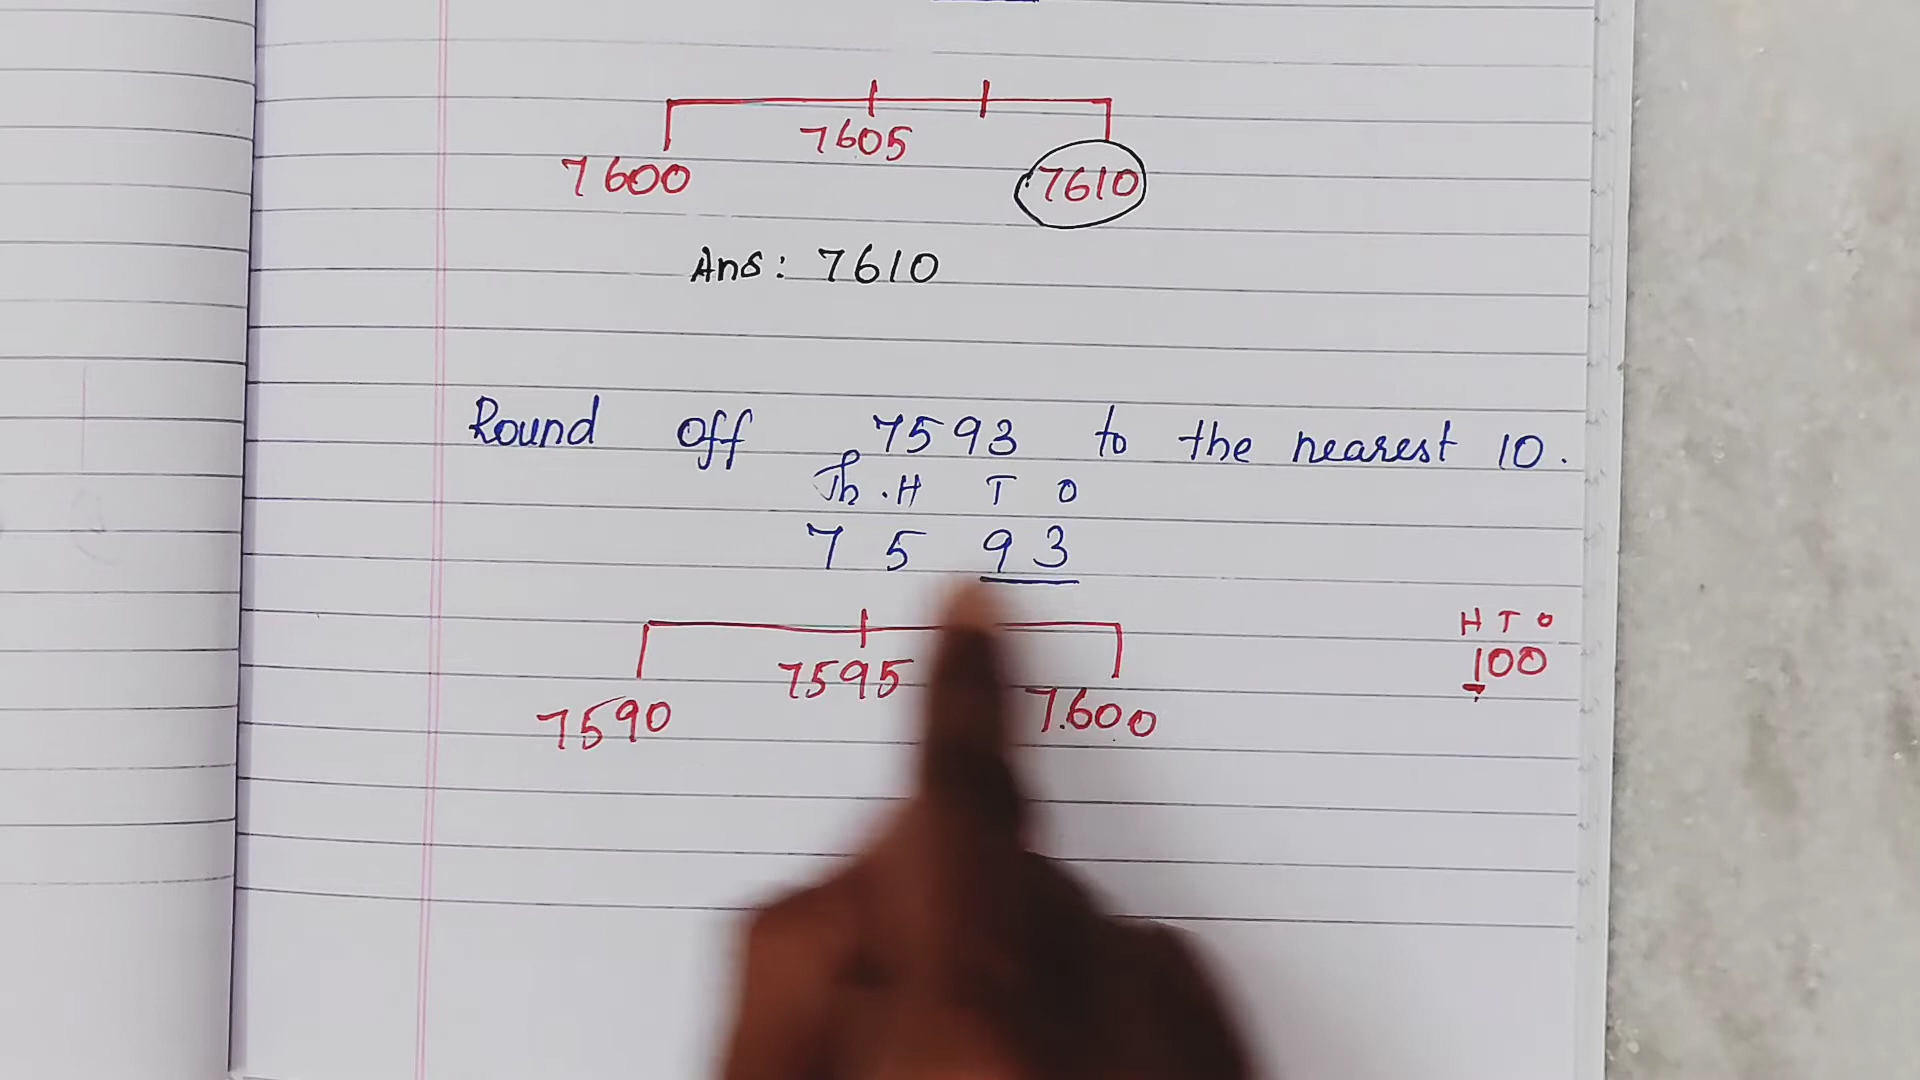 7605
7600 7610
Ans: 7610
Round off 7593 to the nearest 10.
Th. H T O
7 5 9 3
H T O
100
7595
7590 7600